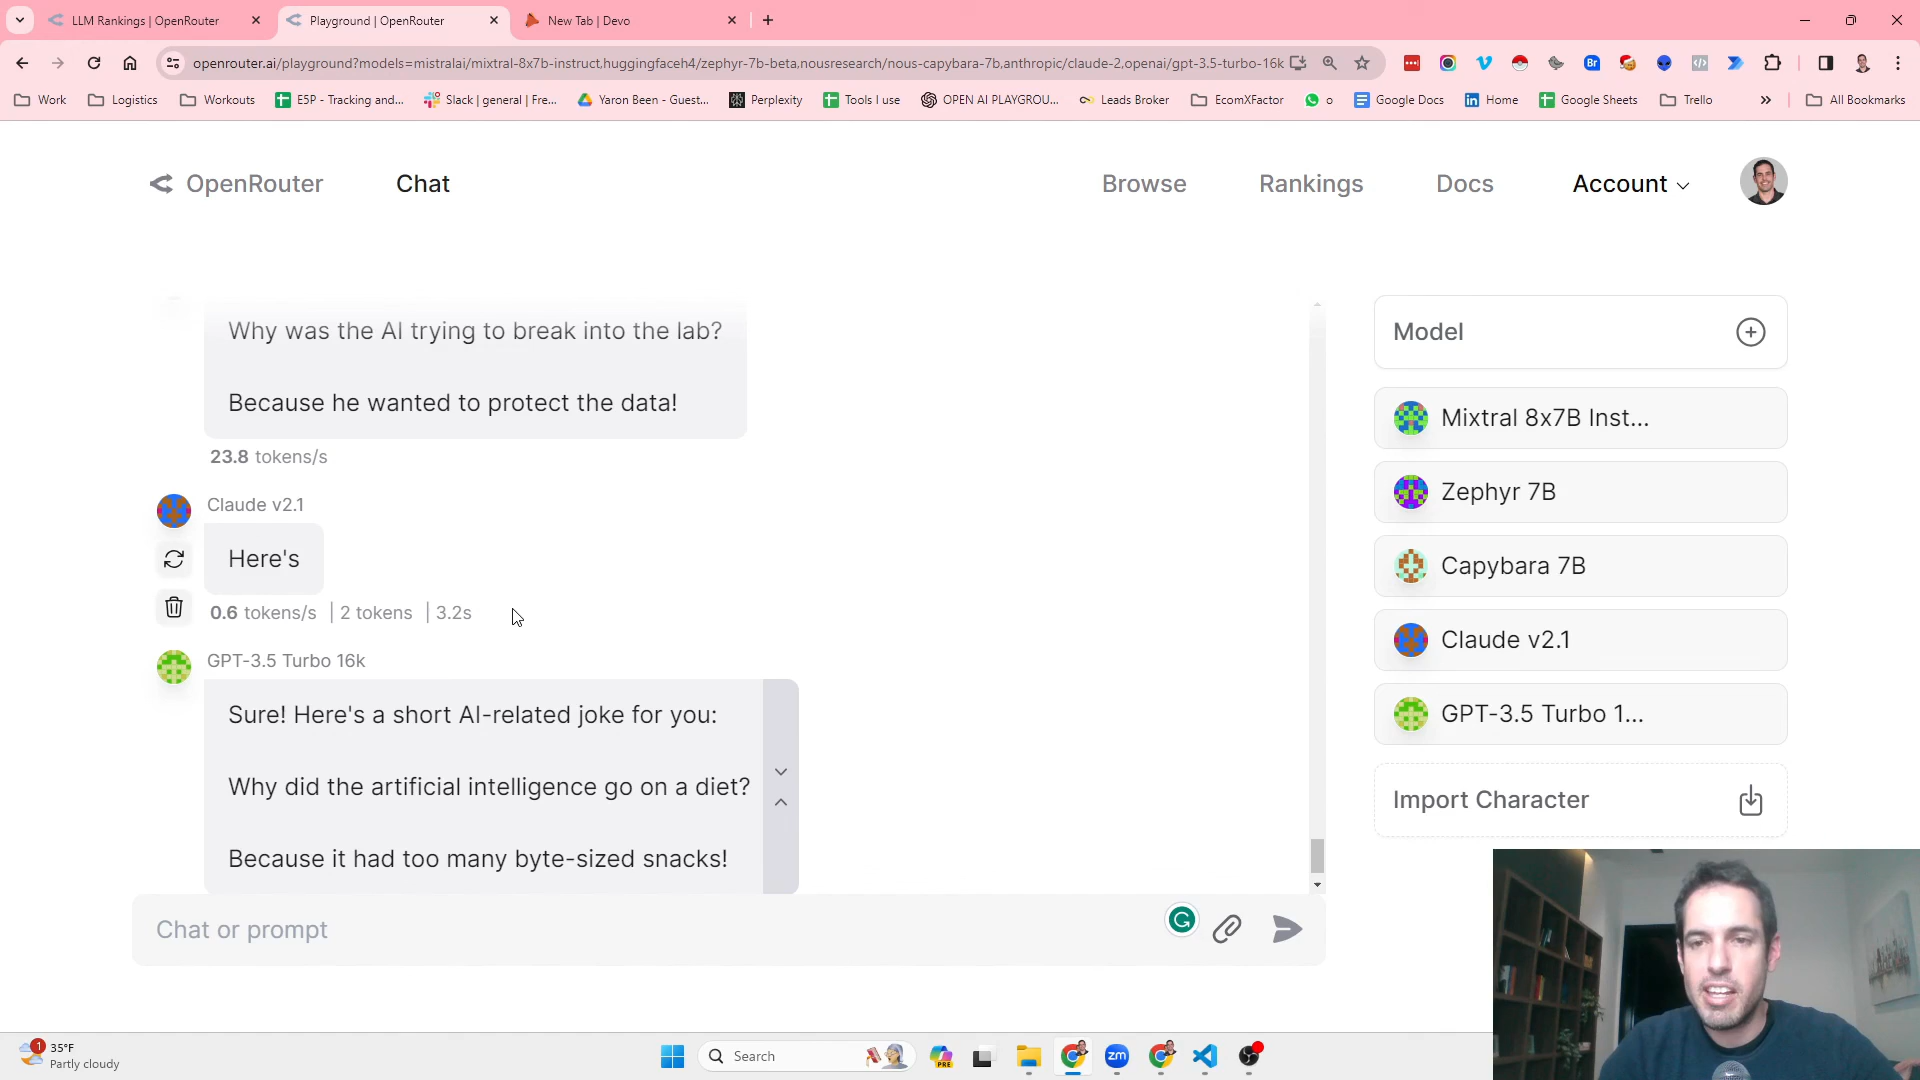 LLM Rankings | OpenRouter
Playground | OpenRouter
New Tab | Devo
openrouter.ai/playground?models=mistralai/mixtral-8x7b-instruct,huggingfaceh4/zephyr-7b-beta,nousresearch/nous-capybara-7b,anthropic/claude-2,openai/gpt-3.5-turbo-16k
Work
Logistics
Workouts
E5P - Tracking and...
Slack | general | Fre...
Yaron Been - Guest...
Perplexity
Tools I use
OPEN AI PLAYGROU...
Leads Broker
EcomXFactor
o
Google Docs
Home
Google Sheets
Trello
All Bookmarks
OpenRouter
Chat
Browse
Rankings
Docs
Account
Why was the AI trying to break into the lab?
Because he wanted to protect the data!
23.8 tokens/s
Claude v2.1
Here's
0.6 tokens/s | 2 tokens | 3.2s
GPT-3.5 Turbo 16k
Sure! Here's a short AI-related joke for you:
Why did the artificial intelligence go on a diet?
Because it had too many byte-sized snacks!
Chat or prompt
Model
Mixtral 8x7B Inst...
Zephyr 7B
Capybara 7B
Claude v2.1
GPT-3.5 Turbo 1...
Import Character
1
35°F
Partly cloudy
Search
PRE
zm